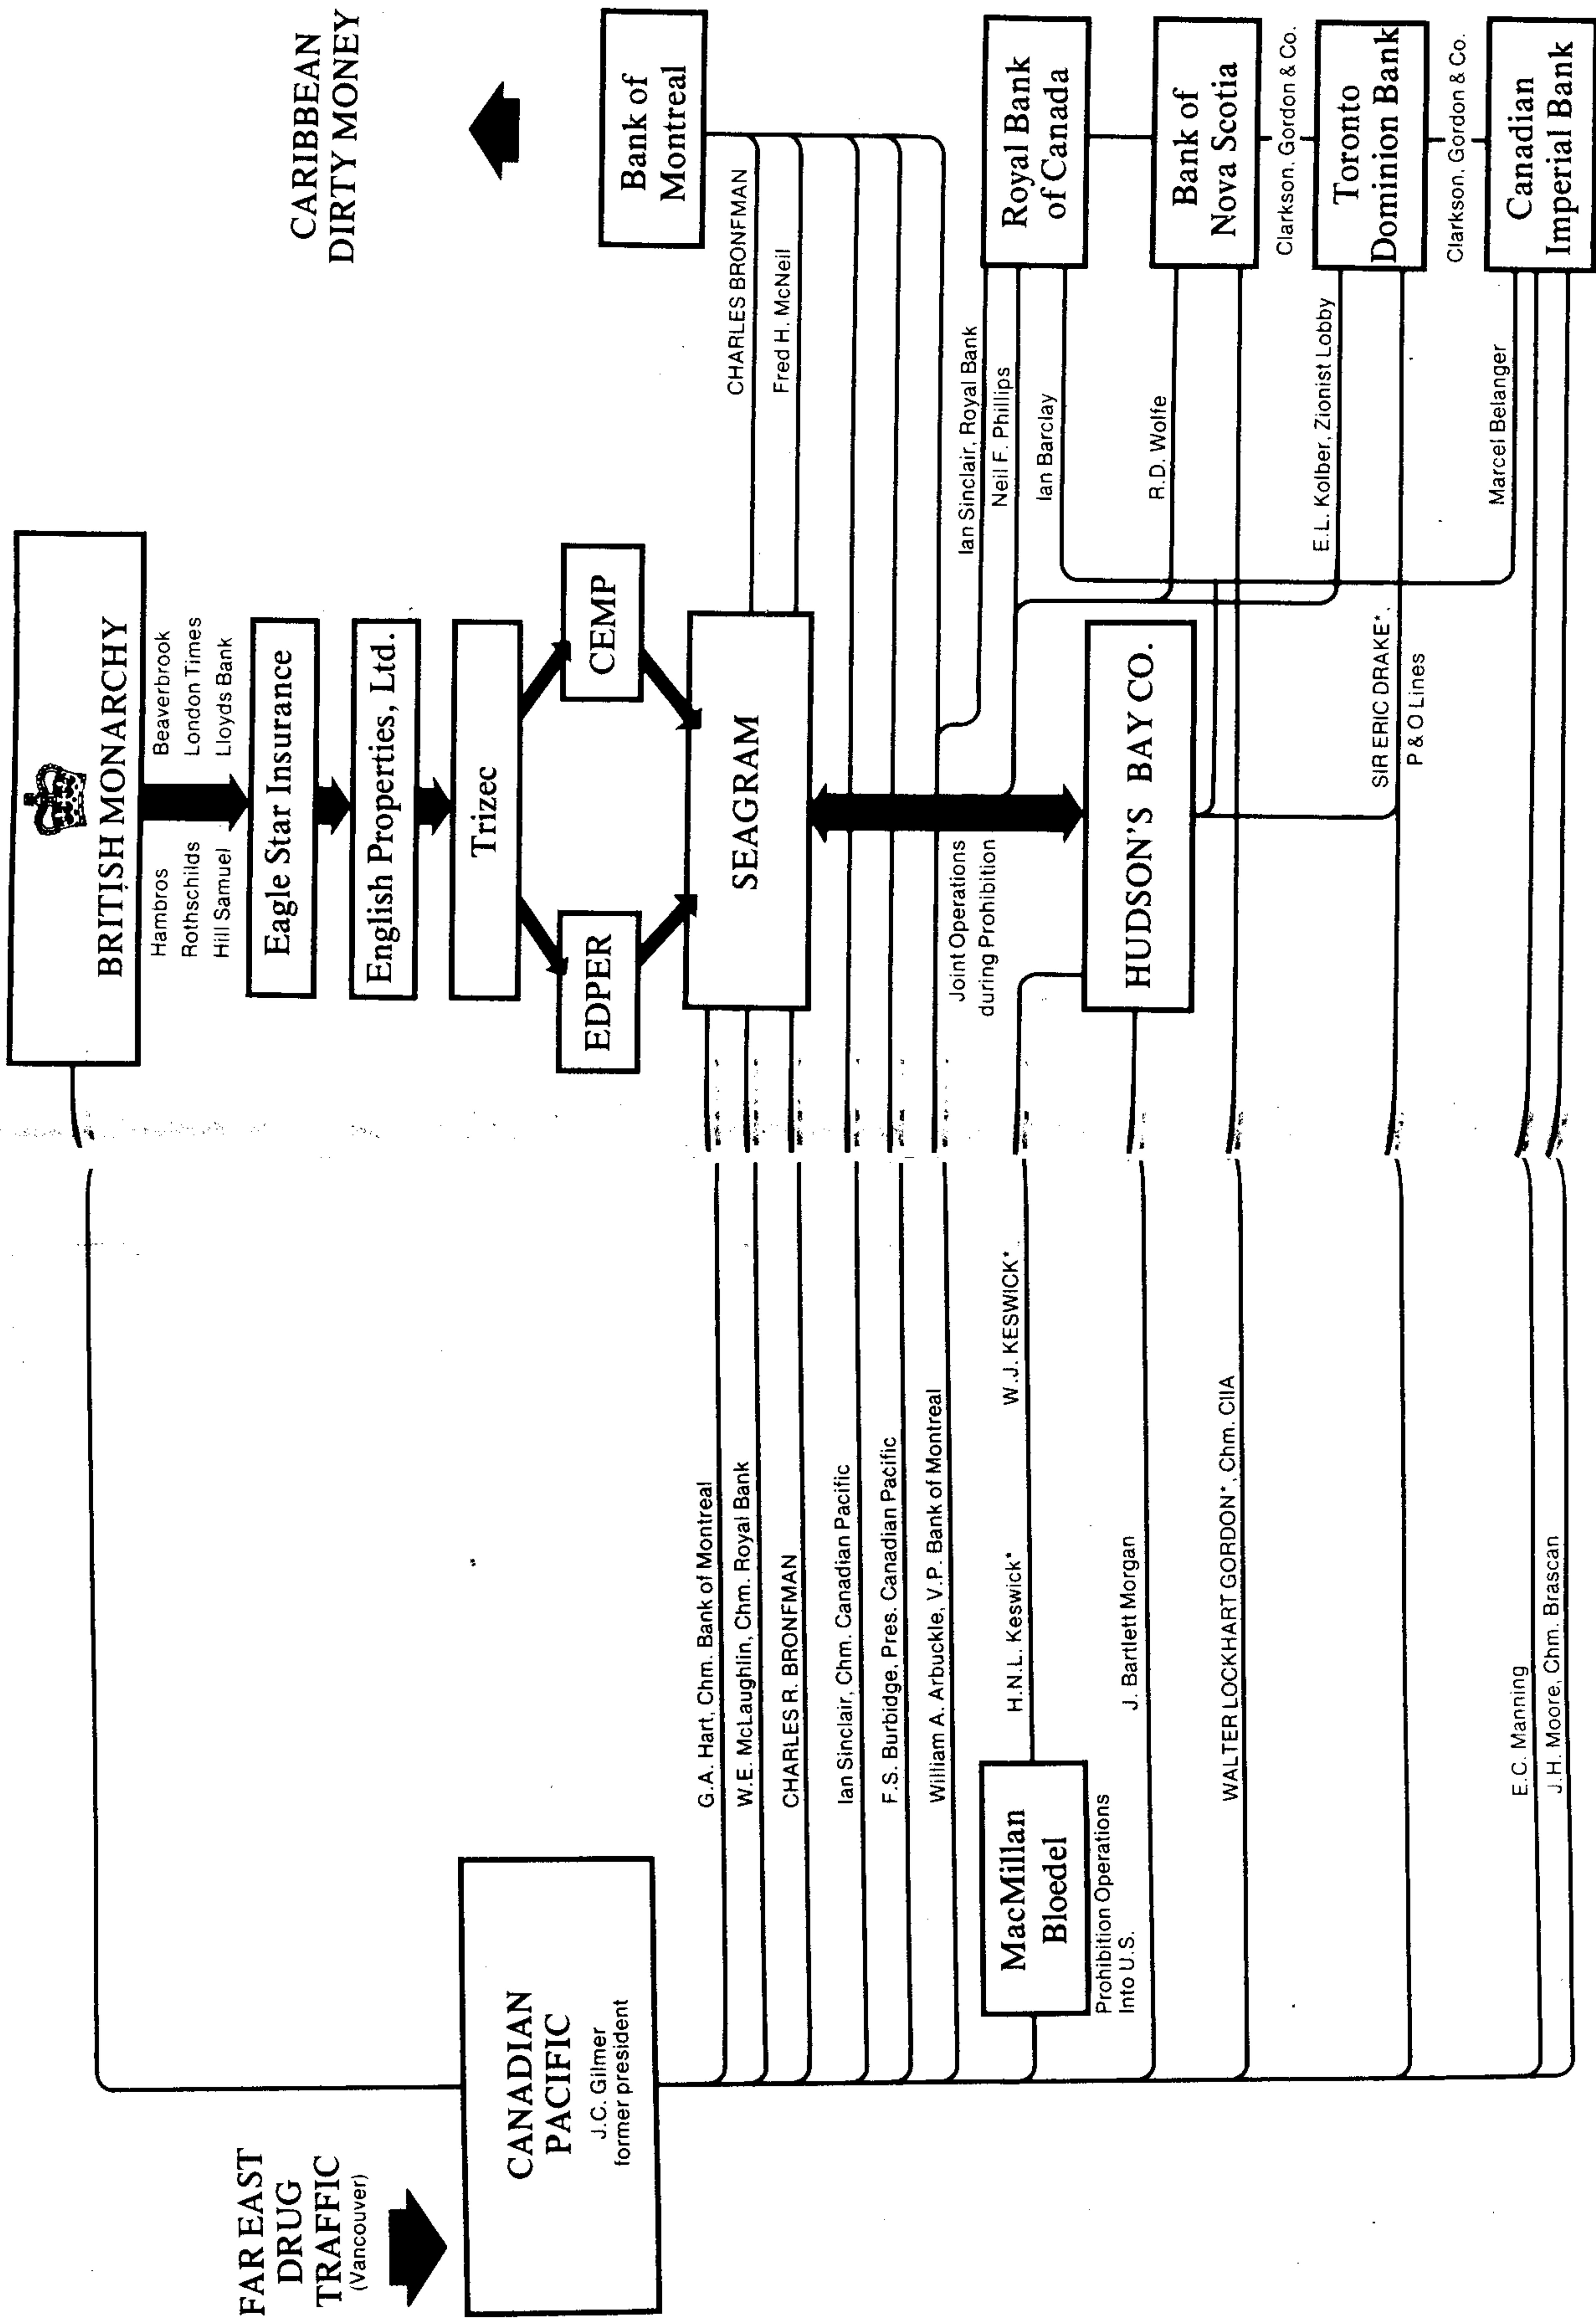 FAR EAST
DRUG
TRAFFIC
(Vancouver)
CANADIAN
PACIFIC
J.C. Gilmer
former president
BRITISH MONARCHY
Hambros
Rothschilds
Hill Samuel
Beaverbrook
London Times
Lloyds Bank
Eagle Star Insurance
English Properties, Ltd.
Trizec
EDPER
CEMP
SEAGRAM
CARIBBEAN
DIRTY MONEY
Bank of
Montreal
G.A. Hart, Chm. Bank of Montreal
W.E. McLaughlin, Chm. Royal Bank
CHARLES R. BRONFMAN
Ian Sinclair, Chm. Canadian Pacific
F.S. Burbidge, Pres. Canadian Pacific
William A. Arbuckle, V.P. Bank of Montreal
CHARLES BRONFMAN
Fred H. McNeil
Joint Operations
during Prohibition
Ian Sinclair, Royal Bank
Neil F. Phillips
Ian Barclay
Royal Bank
of Canada
MacMillan
Bloedel
Prohibition Operations
Into U.S.
H.N.L. Keswick*
W.J. KESWICK*
J. Bartlett Morgan
HUDSON'S BAY CO.
R.D. Wolfe
Bank of
Nova Scotia
WALTER LOCKHART GORDON*, Chm. CIIA
Clarkson, Gordon & Co.
E.L. Kolber, Zionist Lobby
Toronto
Dominion Bank
SIR ERIC DRAKE*,
P & O Lines
Clarkson, Gordon & Co.
Marcel Belanger
Canadian
Imperial Bank
E.C. Manning
J.H. Moore, Chm. Brascan